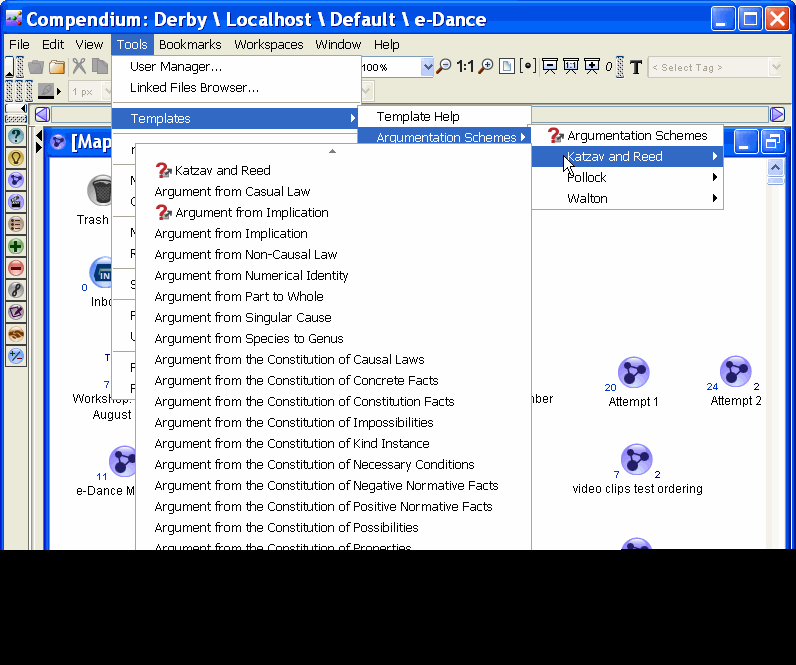 Compendium: Derby \ Localhost \ Default \ e-Dance
File Edit View Tools Bookmarks Workspaces Window Help
User Manager...
Linked Files Browser...
Templates
100%
1:1
1:1
0
T
< Select Tag >
1 px
Template Help
Argumentation Schemes
Argumentation Schemes
Katzav and Reed
Pollock
Walton
[Map
Katzav and Reed
Argument from Casual Law
Argument from Implication
Argument from Implication
Argument from Non-Causal Law
Argument from Numerical Identity
Argument from Part to Whole
Argument from Singular Cause
Argument from Species to Genus
Argument from the Constitution of Causal Laws
Argument from the Constitution of Concrete Facts
Argument from the Constitution of Constitution Facts
Argument from the Constitution of Impossibilities
Argument from the Constitution of Kind Instance
Argument from the Constitution of Necessary Conditions
Argument from the Constitution of Negative Normative Facts
Argument from the Constitution of Positive Normative Facts
Argument from the Constitution of Possibilities
Argument from the Constitution of Properties
Trash
0
IN
Inbo
T
7
Workshop
August
11
e-Dance M
mber
20
Attempt 1
24 2
Attempt 2
7 2
video clips test ordering